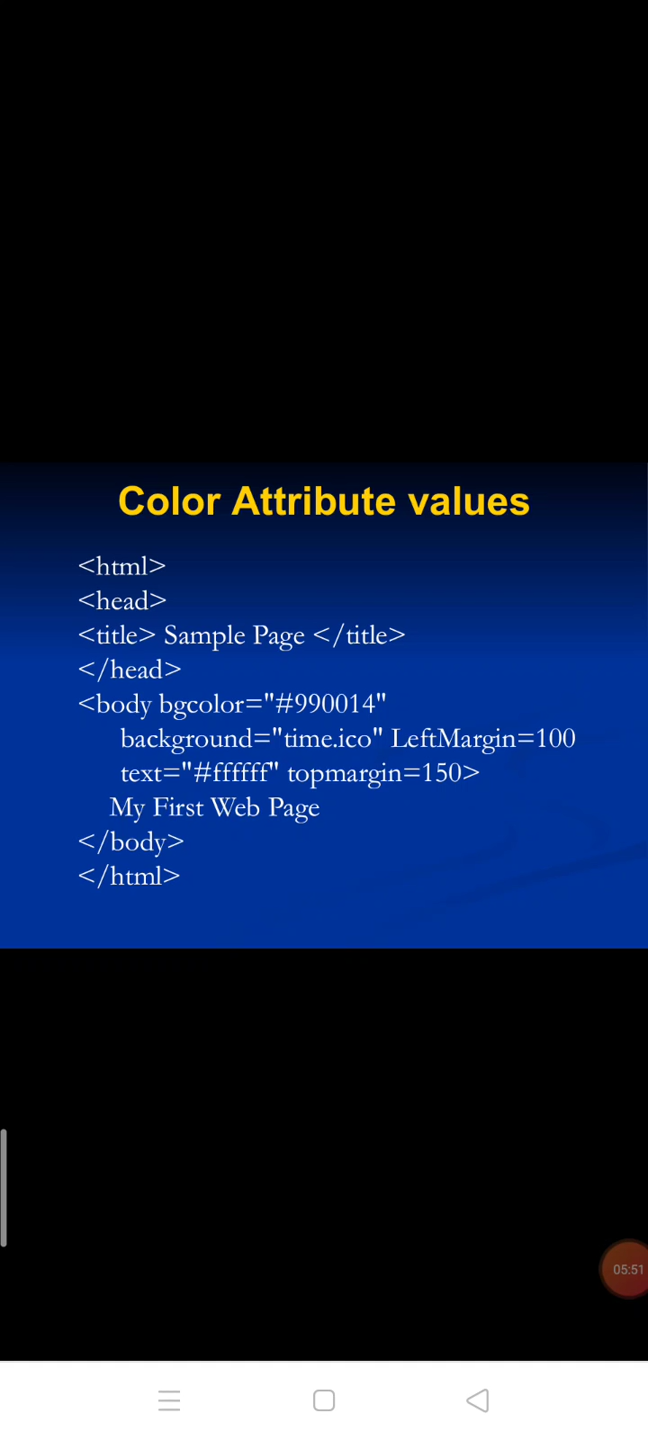 Color Attribute values
<html>
<head>
<title> Sample Page </title>
</head>
<body bgcolor="#990014"
background="time.ico" LeftMargin=100
text="#ffffff" topmargin=150>
My First Web Page
</body>
</html>
05:51